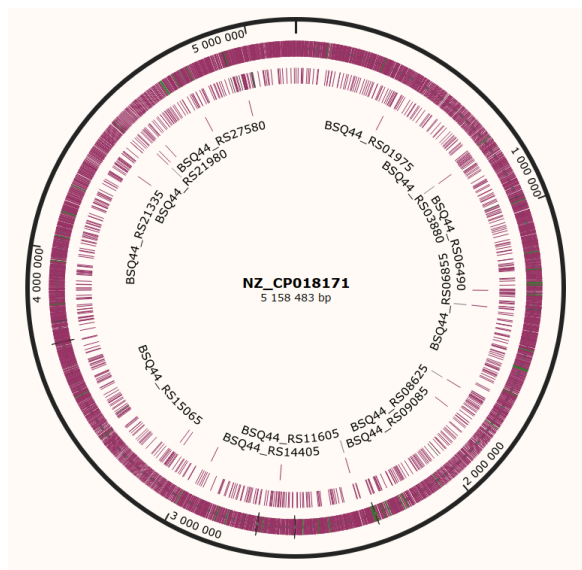 5 000 000
BSQ44_RS27580
BSQ44_RS21980
BSQ44_RS01975
BSQ44_RS03880
1 000 000
BSQ44_RS21335
BSQ44_RS06490
BSQ44_RS06855
4 000 000
NZ_CP018171
5 158 483 bp
BSQ44_RS15065
BSQ44_RS08625
BSQ44_RS09085
BSQ44_RS11605
BSQ44_RS14405
2 000 000
3 000 000